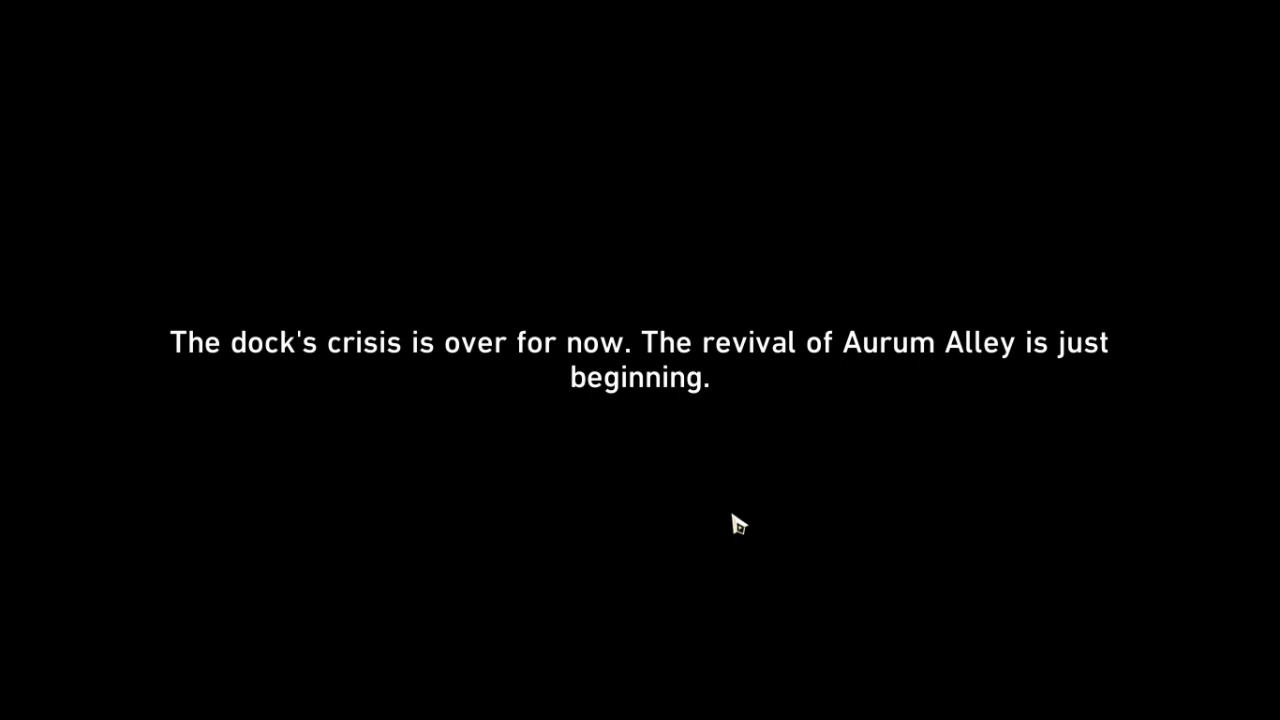 The dock's crisis is over for now. The revival of Aurum Alley is just
beginning.